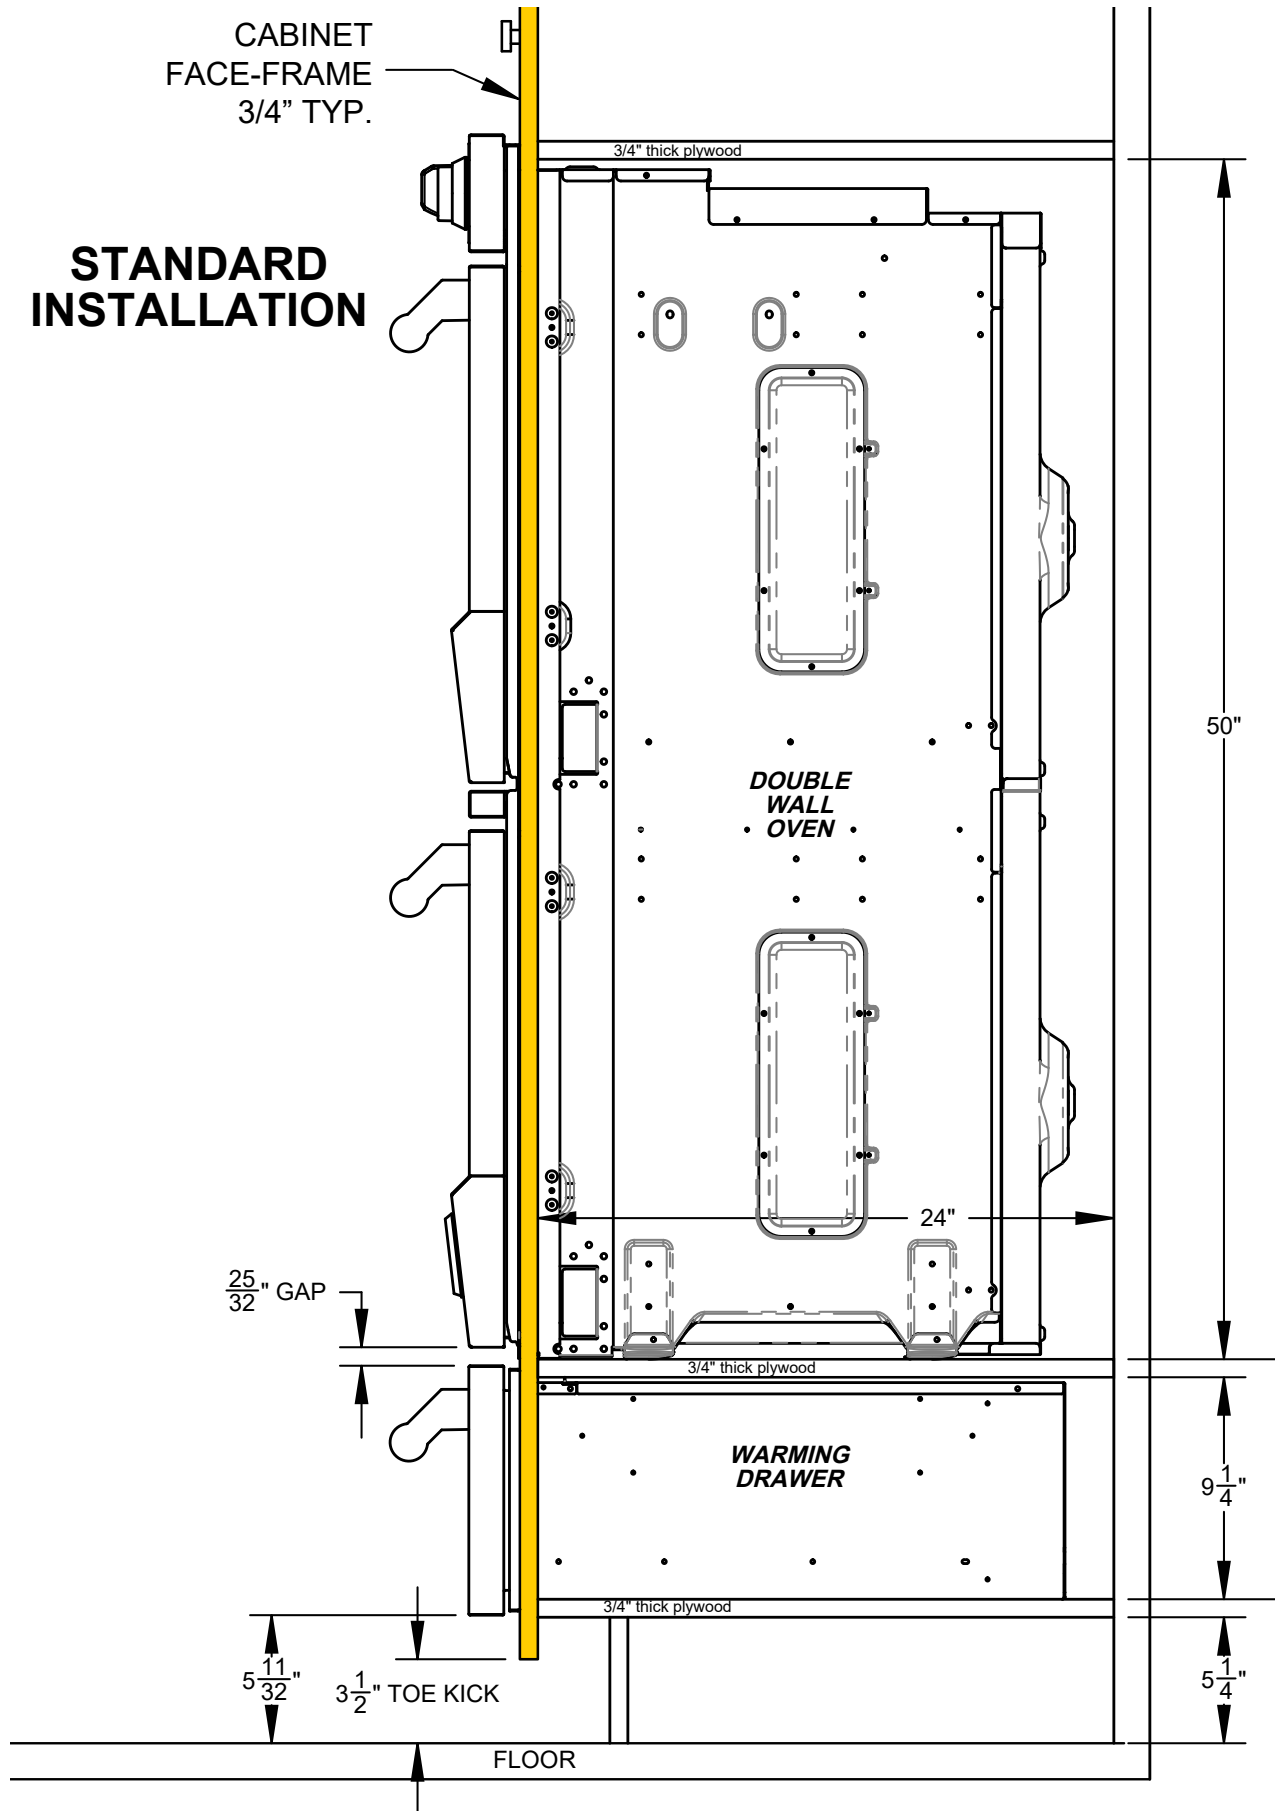 CABINET
FACE-FRAME
3/4” TYP.
3/4" thick plywood
STANDARD
INSTALLATION
50"
DOUBLE
WALL
OVEN
24"
25/32" GAP
3/4" thick plywood
WARMING
DRAWER
9 1/4"
3/4" thick plywood
5 11/32"
3 1/2" TOE KICK
5 1/4"
FLOOR